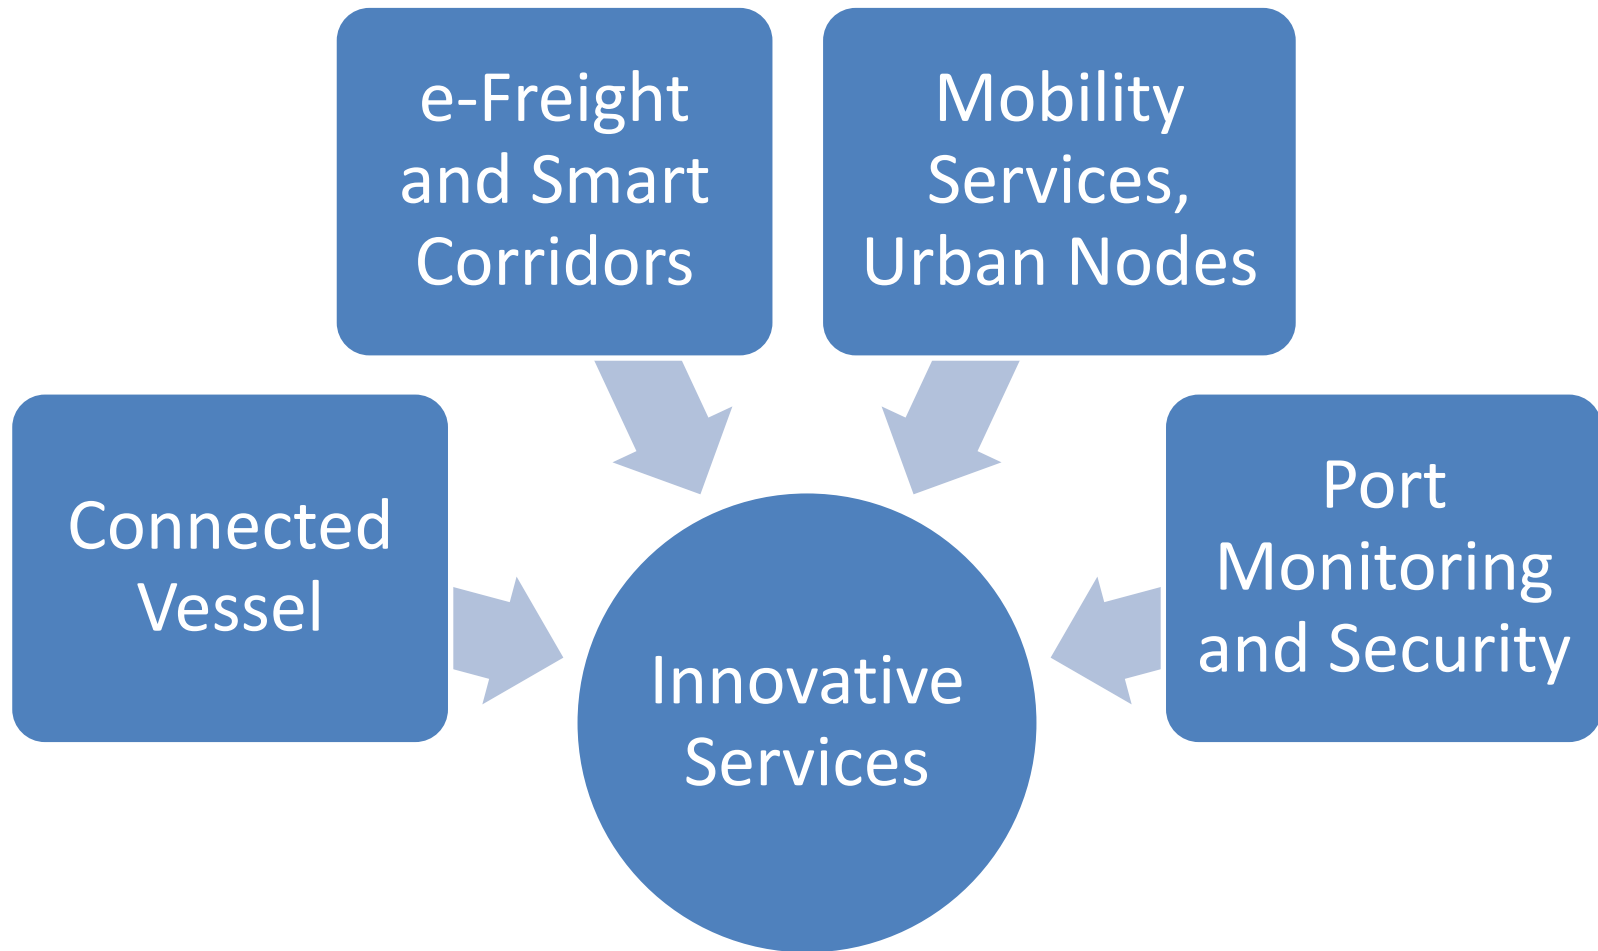 e-Freight
and Smart
Corridors
Mobility
Services,
Urban Nodes
Connected
Vessel
Port
Monitoring
and Security
Innovative
Services